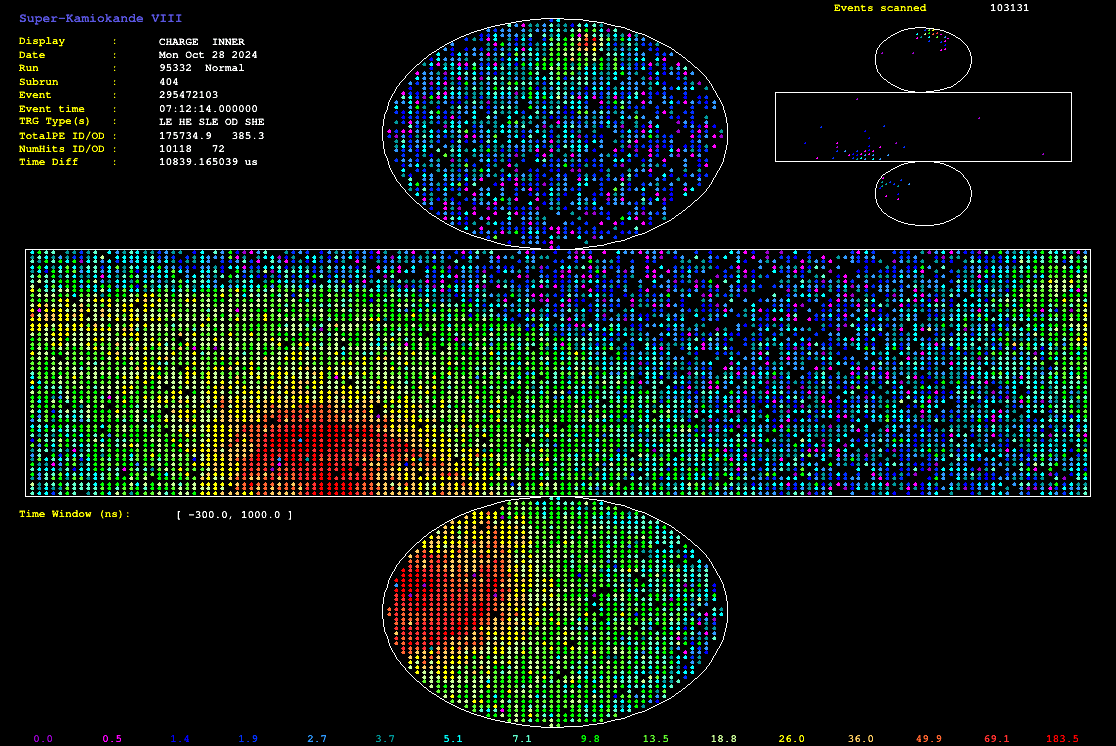 Super-Kamiokande VIII
Events scanned 103131
Display : CHARGE INNER
Date : Mon Oct 28 2024
Run : 95332 Normal
Subrun : 404
Event : 295472103
Event time : 07:12:14.000000
TRG Type(s) : LE HE SLE OD SHE
TotalPE ID/OD : 175734.9 385.3
NumHits ID/OD : 10118 72
Time Diff : 10839.165039 us
Time Window (ns): [ -300.0, 1000.0 ]
0.0 0.5 1.4 1.9 2.7 3.7 5.1 7.1 9.8 13.5 18.8 26.0 36.0 49.9 69.1 183.5